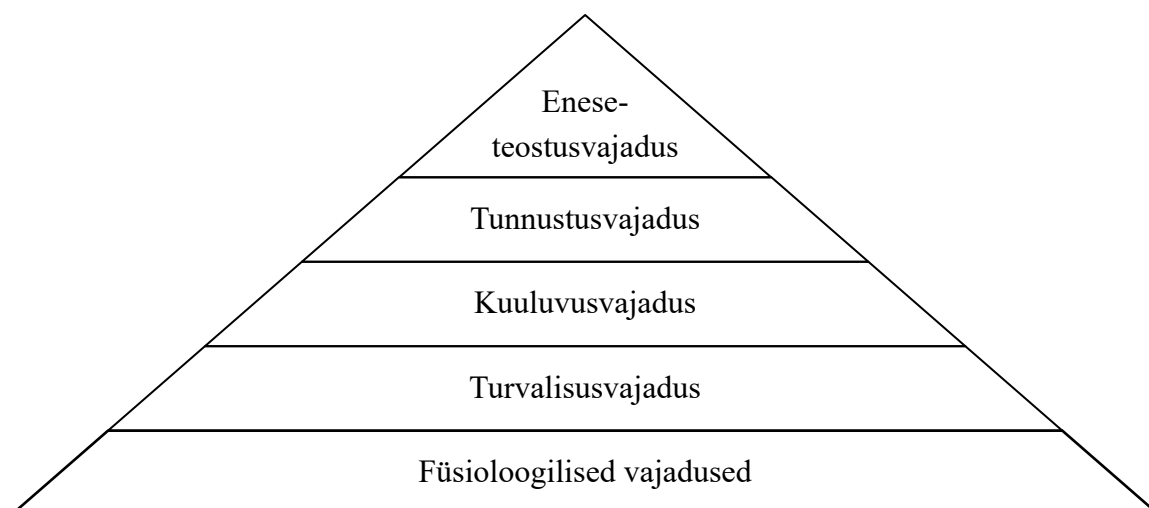 Enese-
teostusvajadus
Tunnustusvajadus
Kuuluvusvajadus
Turvalisusvajadus
Füsioloogilised vajadused